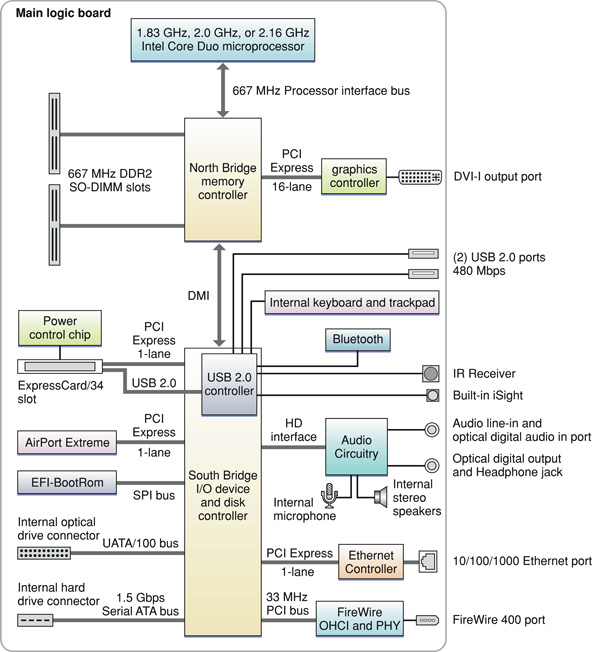 Main logic board
1.83 GHz, 2.0 GHz, or 2.16 GHz
Intel Core Duo microprocessor
667 MHz Processor interface bus
667 MHz DDR2
SO-DIMM slots
North Bridge
memory
controller
PCI
Express
16-lane
graphics
controller
DVI-I output port
DMI
(2) USB 2.0 ports
480 Mbps
Internal keyboard and trackpad
Power
control chip
PCI
Express
1-lane
Bluetooth
USB 2.0
controller
USB 2.0
ExpressCard/34
slot
IR Receiver
Built-in iSight
PCI
Express
1-lane
AirPort Extreme
HD
interface
Audio
Circuitry
Audio line-in and
optical digital audio in port
Optical digital output
and Headphone jack
EFI-BootRom
SPI bus
South Bridge
I/O device
and disk
controller
Internal
microphone
Internal
stereo
speakers
Internal optical
drive connector
UATA/100 bus
PCI Express
1-lane
Ethernet
Controller
10/100/1000 Ethernet port
Internal hard
drive connector
1.5 Gbps
Serial ATA bus
33 MHz
PCI bus
FireWire
OHCI and PHY
FireWire 400 port